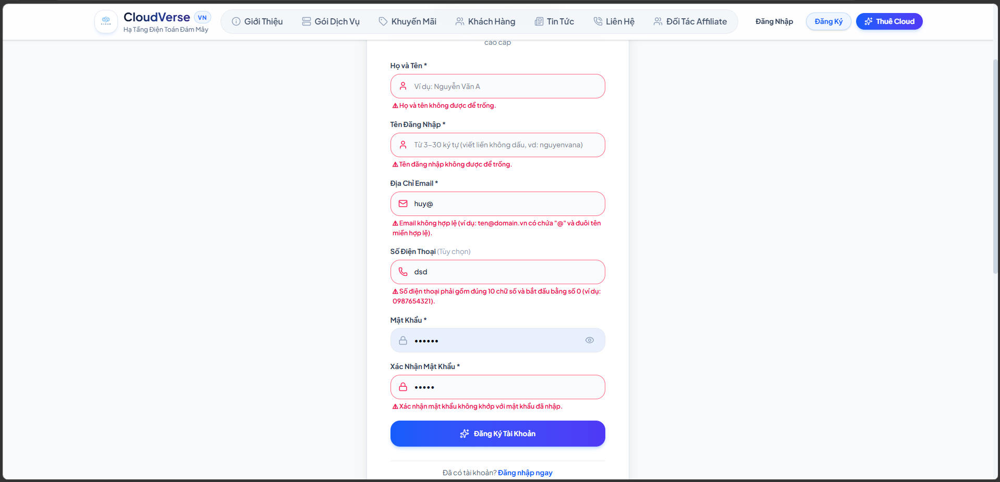 CloudVerse VN
Hạ Tầng Điện Toán Đám Mây
Giới Thiệu
Gói Dịch Vụ
Khuyến Mãi
Khách Hàng
Tin Tức
Liên Hệ
Đối Tác Affiliate
Đăng Nhập
Đăng Ký
Thuê Cloud
cao cấp
Họ và Tên *
Ví dụ: Nguyễn Văn A
⚠ Họ và tên không được để trống.
Tên Đăng Nhập *
Từ 3-30 ký tự (viết liền không dấu, vd: nguyenvana)
⚠ Tên đăng nhập không được để trống.
Địa Chỉ Email *
huy@
⚠ Email không hợp lệ (ví dụ: ten@domain.vn có chứa "@" và đuôi tên
miền hợp lệ).
Số Điện Thoại (Tùy chọn)
dsd
⚠ Số điện thoại phải gồm đúng 10 chữ số và bắt đầu bằng số 0 (ví dụ:
0987654321).
Mật Khẩu *
••••••
Xác Nhận Mật Khẩu *
•••••
⚠ Xác nhận mật khẩu không khớp với mật khẩu đã nhập.
Đăng Ký Tài Khoản
Đã có tài khoản? Đăng nhập ngay